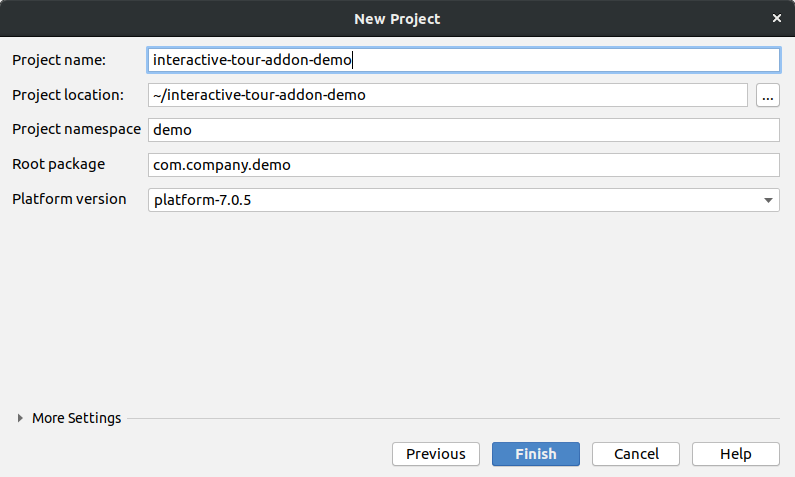 New Project
Project name: interactive-tour-addon-demo
Project location: ~/interactive-tour-addon-demo ...
Project namespace demo
Root package com.company.demo
Platform version platform-7.0.5
More Settings
Previous Finish Cancel Help